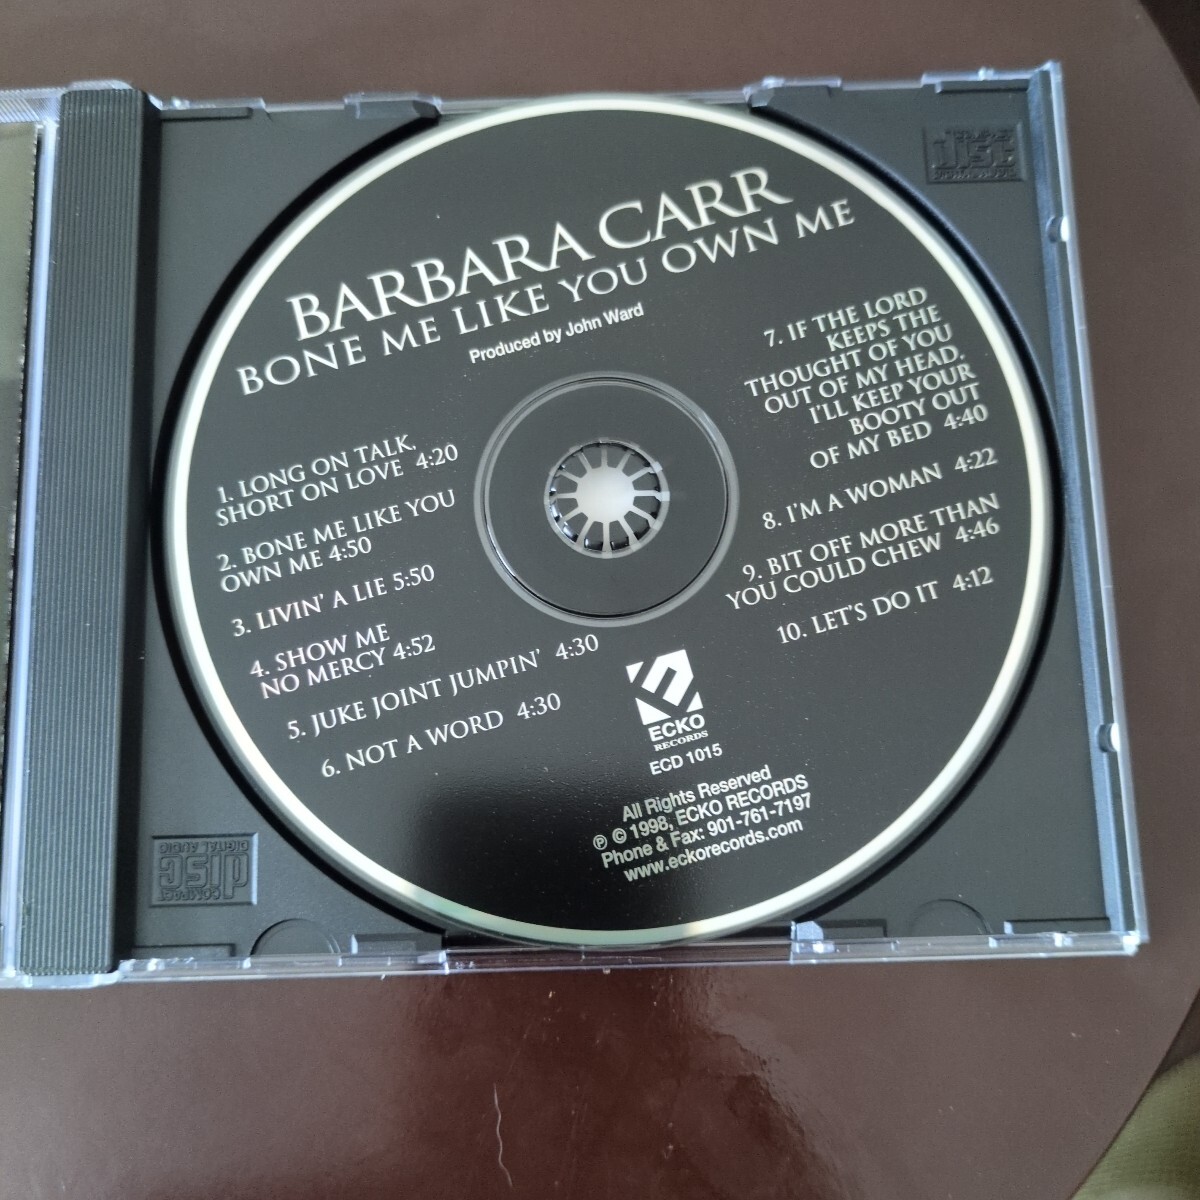 BARBARA CARR
BONE ME LIKE YOU OWN ME
Produced by John Ward
1. LONG ON TALK,
SHORT ON LOVE 4:20
2. BONE ME LIKE YOU
OWN ME 4:50
3. LIVIN' A LIE 5:50
4. SHOW ME
NO MERCY 4:52
5. JUKE JOINT JUMPIN' 4:30
6. NOT A WORD 4:30
7. IF THE LORD
KEEPS THE
THOUGHT OF YOU
OUT OF MY HEAD,
I'LL KEEP YOUR
BOOTY OUT
OF MY BED 4:40
8. I'M A WOMAN 4:22
9. BIT OFF MORE THAN
YOU COULD CHEW 4:46
10. LET'S DO IT 4:12
ECKO
RECORDS
ECD 1015
All Rights Reserved
℗ © 1998, ECKO RECORDS
Phone & Fax: 901-761-7197
www.eckorecords.com
COMPACT
disc
DIGITAL AUDIO
disc